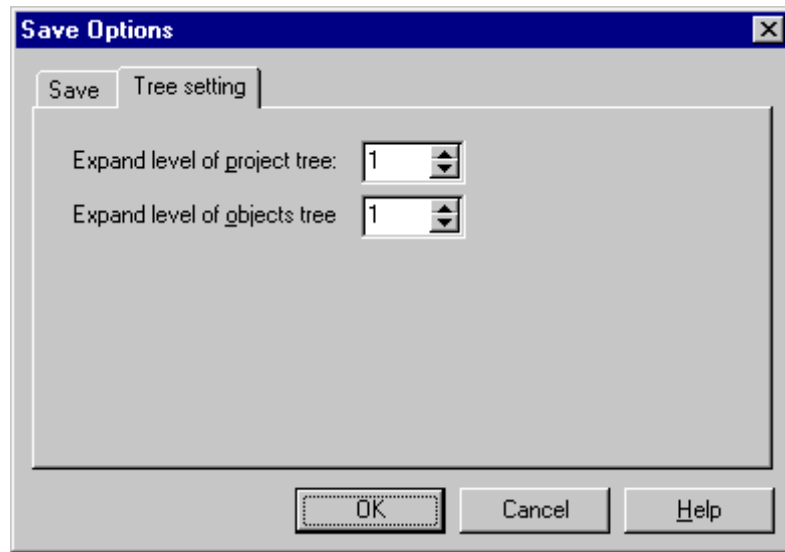 Save Options
Save Tree setting
Expand level of project tree: 1
Expand level of objects tree 1
OK Cancel Help